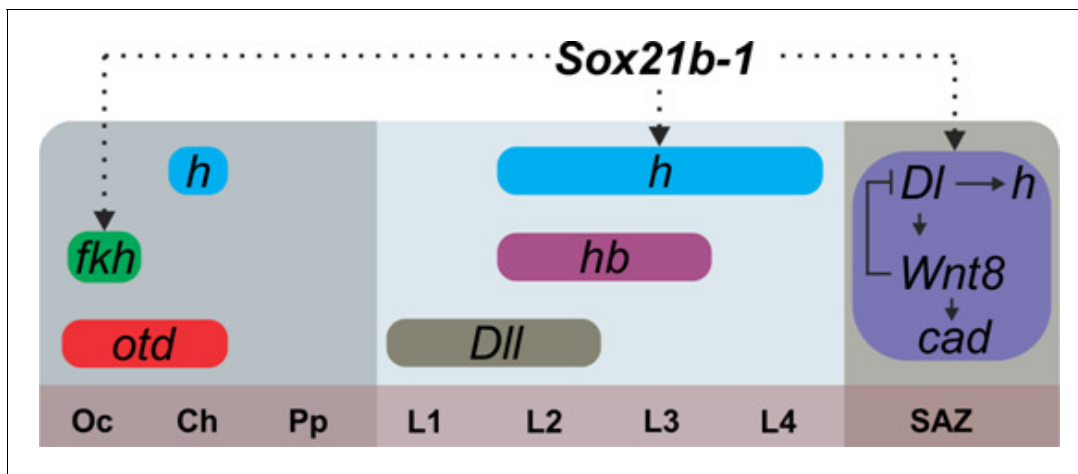 Sox21b-1
h h Dl h
fkh hb Wnt8
otd Dll cad
Oc Ch Pp L1 L2 L3 L4 SAZ